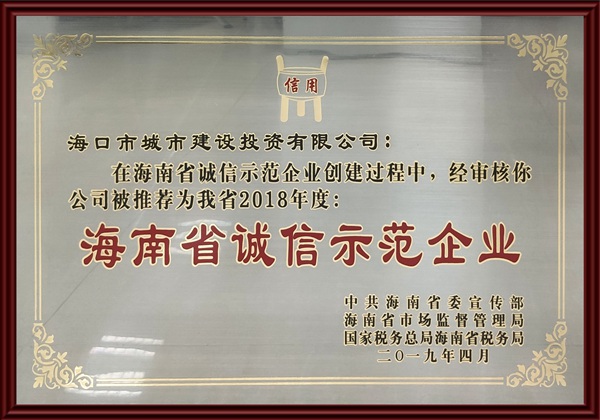 信用
海口市城市建设投资有限公司：
在海南省诚信示范企业创建过程中，经审核你
公司被推荐为我省2018年度：
海南省诚信示范企业
中共海南省委宣传部
海南省市场监督管理局
国家税务总局海南省税务局
二〇一九年四月